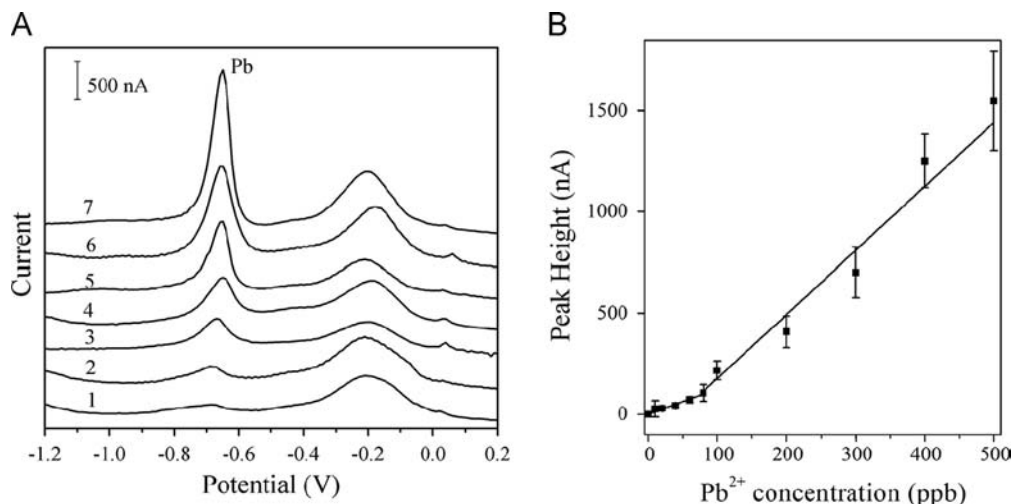 A
500 nA
Pb
7
6
5
4
3
2
1
Current
-1.2 -1.0 -0.8 -0.6 -0.4 -0.2 0.0 0.2
Potential (V)
B
1500
1000
500
0
Peak Height (nA)
0 100 200 300 400 500
Pb²⁺ concentration (ppb)